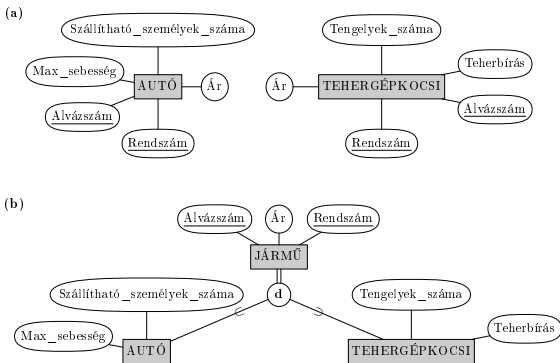 (a)
Szállítható_személyek_száma
Tengelyek_száma
Max_sebesség
Teherbírás
AUTÓ
Ár
Ár
TEHERGÉPKOCSI
Alvázszám
Alvázszám
Rendszám
Rendszám
(b)
Alvázszám
Ár
Rendszám
JÁRMŰ
Szállítható_személyek_száma
d
Tengelyek_száma
Max_sebesség
Teherbírás
AUTÓ
TEHERGÉPKOCSI